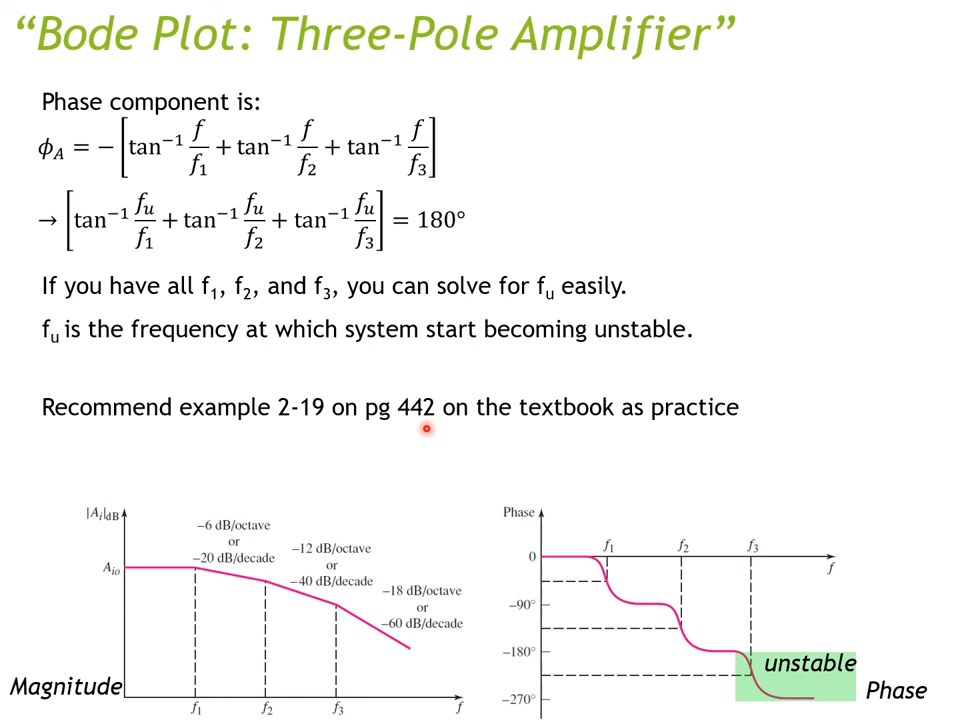 “Bode Plot: Three-Pole Amplifier”
Phase component is:
𝜙_A = −[tan⁻¹ f/f₁ + tan⁻¹ f/f₂ + tan⁻¹ f/f₃]
→ [tan⁻¹ f_u/f₁ + tan⁻¹ f_u/f₂ + tan⁻¹ f_u/f₃] = 180°
If you have all f₁, f₂, and f₃, you can solve for f_u easily.
f_u is the frequency at which system start becoming unstable.
Recommend example 2-19 on pg 442 on the textbook as practice
|A_i|dB
−6 dB/octave
or
−20 dB/decade
−12 dB/octave
or
−40 dB/decade
−18 dB/octave
or
−60 dB/decade
A_io
Magnitude
f₁
f₂
f₃
f
Phase
0
f₁
f₂
f₃
f
−90°
−180°
−270°
unstable
Phase